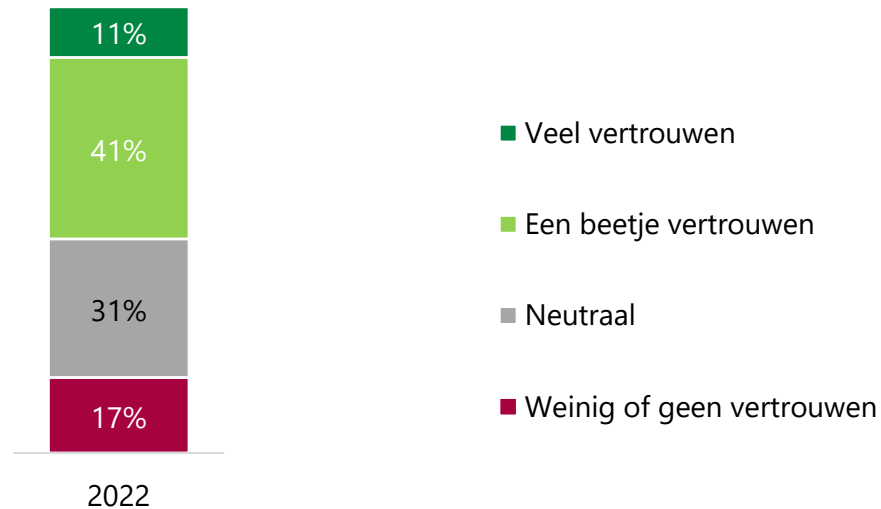 11%
41%
31%
17%
2022
Veel vertrouwen
Een beetje vertrouwen
Neutraal
Weinig of geen vertrouwen